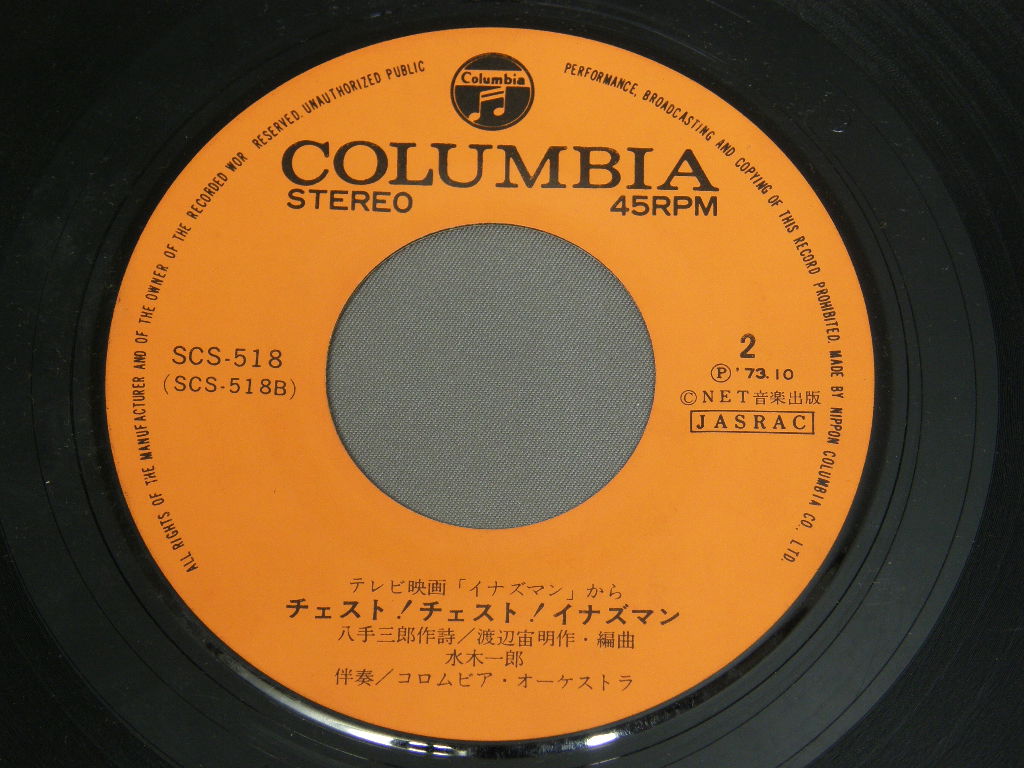 Columbia
COLUMBIA
STEREO 45RPM
SCS-518
(SCS-518B)
2
Ⓟ'73.10
©NET音楽出版
JASRAC
テレビ映画「イナズマン」から
チェスト!チェスト!イナズマン
八手三郎作詩/渡辺宙明作・編曲
水木一郎
伴奏/コロムビア・オーケストラ
ALL RIGHTS OF THE MANUFACTURER AND OF THE OWNER OF THE RECORDED WOR RESERVED. UNAUTHORIZED PUBLIC PERFORMANCE, BROADCASTING AND COPYING OF THIS RECORD PROHIBITED. MADE BY NIPPON COLUMBIA CO., LTD.